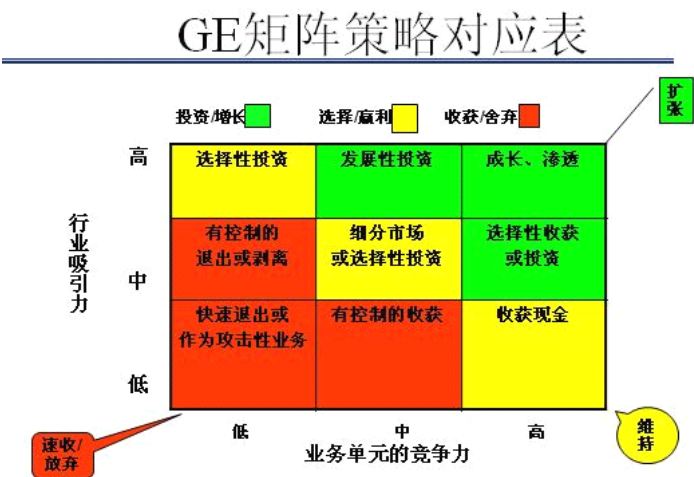 GE矩阵策略对应表
扩
张
投资/增长
选择/赢利
收获/舍弃
高
选择性投资
发展性投资
成长、渗透
行业吸引力
中
有控制的
退出或剥离
细分市场
或选择性投资
选择性收获
或投资
快速退出或
作为攻击性业务
有控制的收获
收获现金
低
速收/
放弃
低
中
高
业务单元的竞争力
维
持